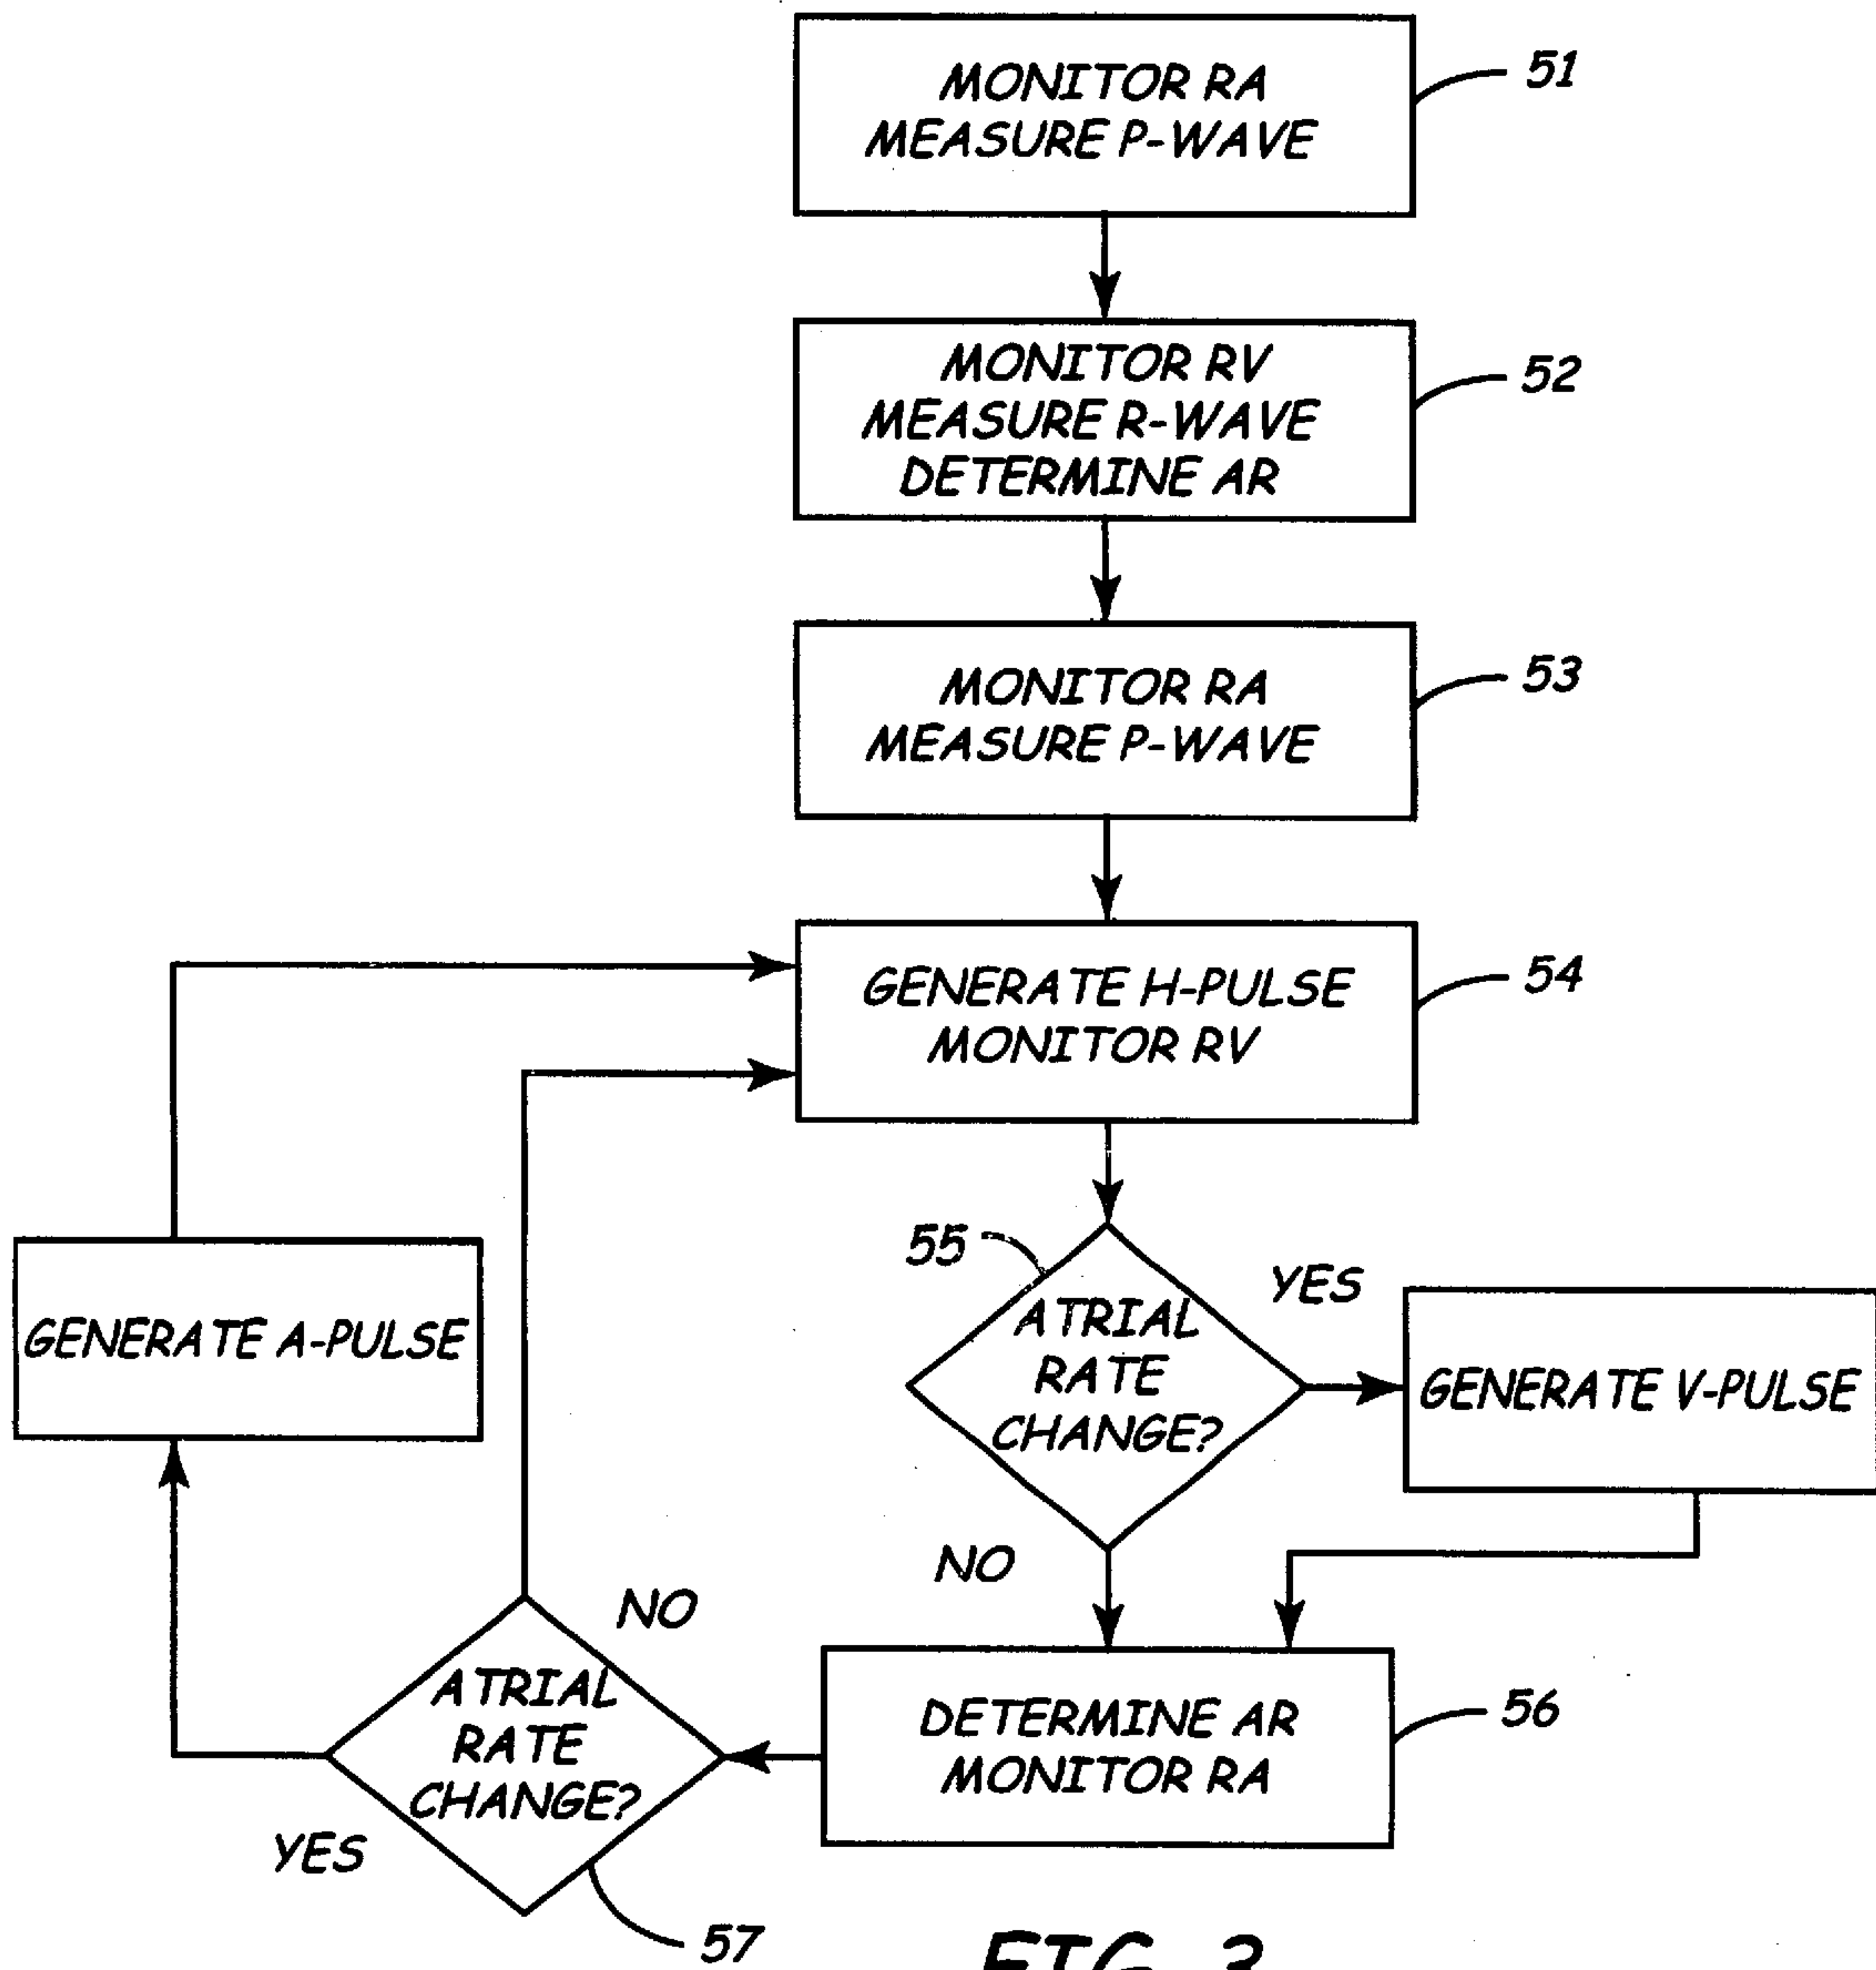 MONITOR RA
MEASURE P-WAVE
51
MONITOR RV
MEASURE R-WAVE
DETERMINE AR
52
MONITOR RA
MEASURE P-WAVE
53
GENERATE H-PULSE
MONITOR RV
54
55
ATRIAL
RATE
CHANGE?
YES
GENERATE V-PULSE
NO
DETERMINE AR
MONITOR RA
56
ATRIAL
RATE
CHANGE?
NO
YES
57
GENERATE A-PULSE
FIG. 3